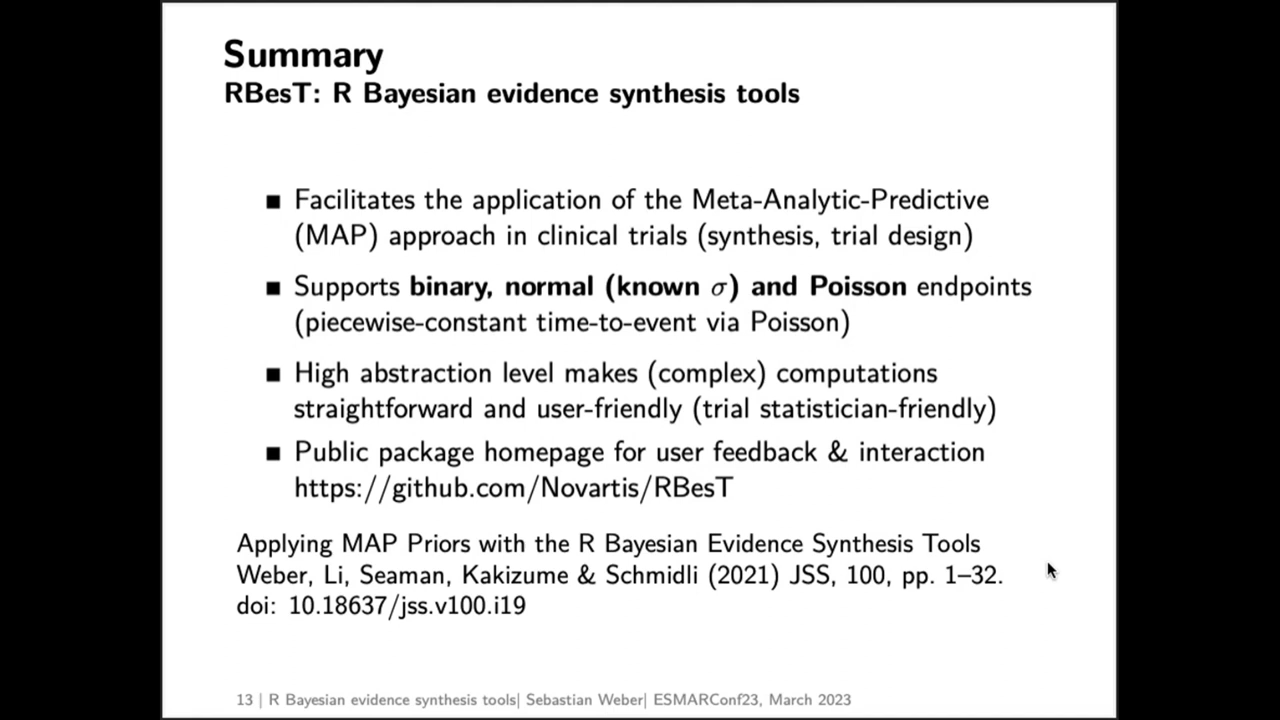 Summary
RBesT: R Bayesian evidence synthesis tools
■ Facilitates the application of the Meta-Analytic-Predictive
(MAP) approach in clinical trials (synthesis, trial design)
■ Supports binary, normal (known σ) and Poisson endpoints
(piecewise-constant time-to-event via Poisson)
■ High abstraction level makes (complex) computations
straightforward and user-friendly (trial statistician-friendly)
■ Public package homepage for user feedback & interaction
https://github.com/Novartis/RBesT
Applying MAP Priors with the R Bayesian Evidence Synthesis Tools
Weber, Li, Seaman, Kakizume & Schmidli (2021) JSS, 100, pp. 1–32.
doi: 10.18637/jss.v100.i19
13 | R Bayesian evidence synthesis tools| Sebastian Weber| ESMARConf23, March 2023